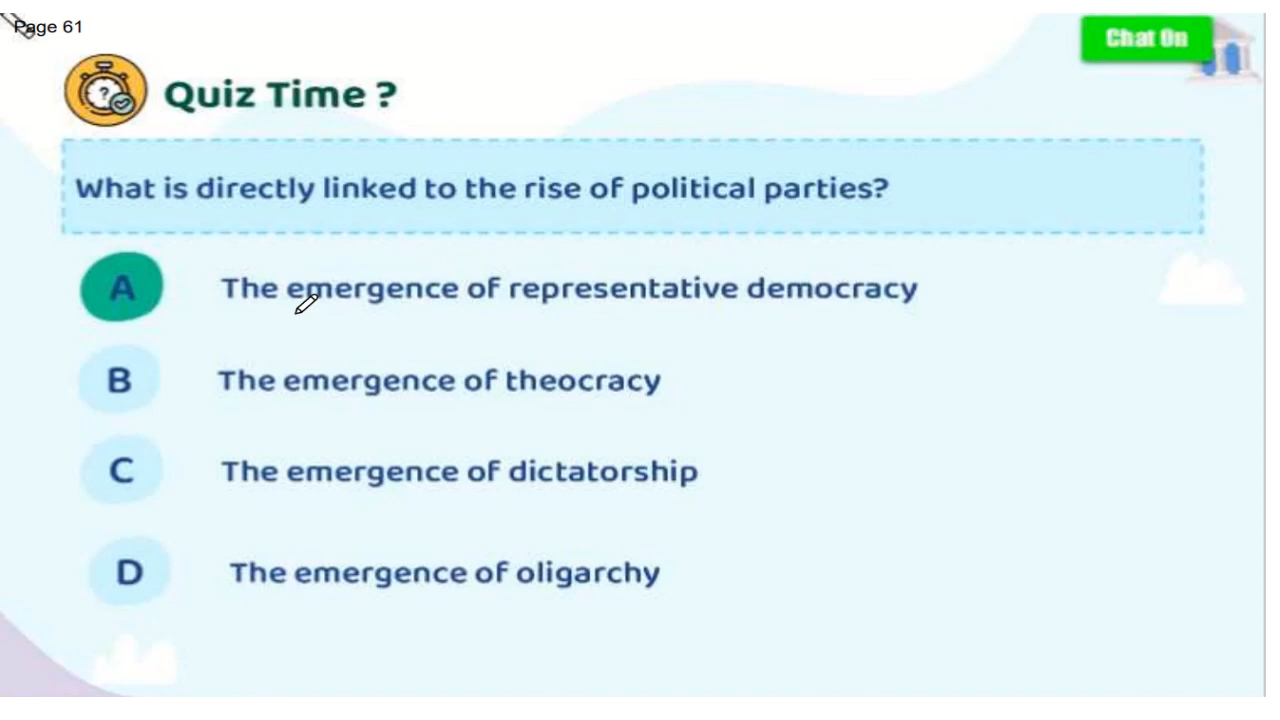 Page 61
Chat On
Quiz Time ?
What is directly linked to the rise of political parties?
A The emergence of representative democracy
B The emergence of theocracy
C The emergence of dictatorship
D The emergence of oligarchy